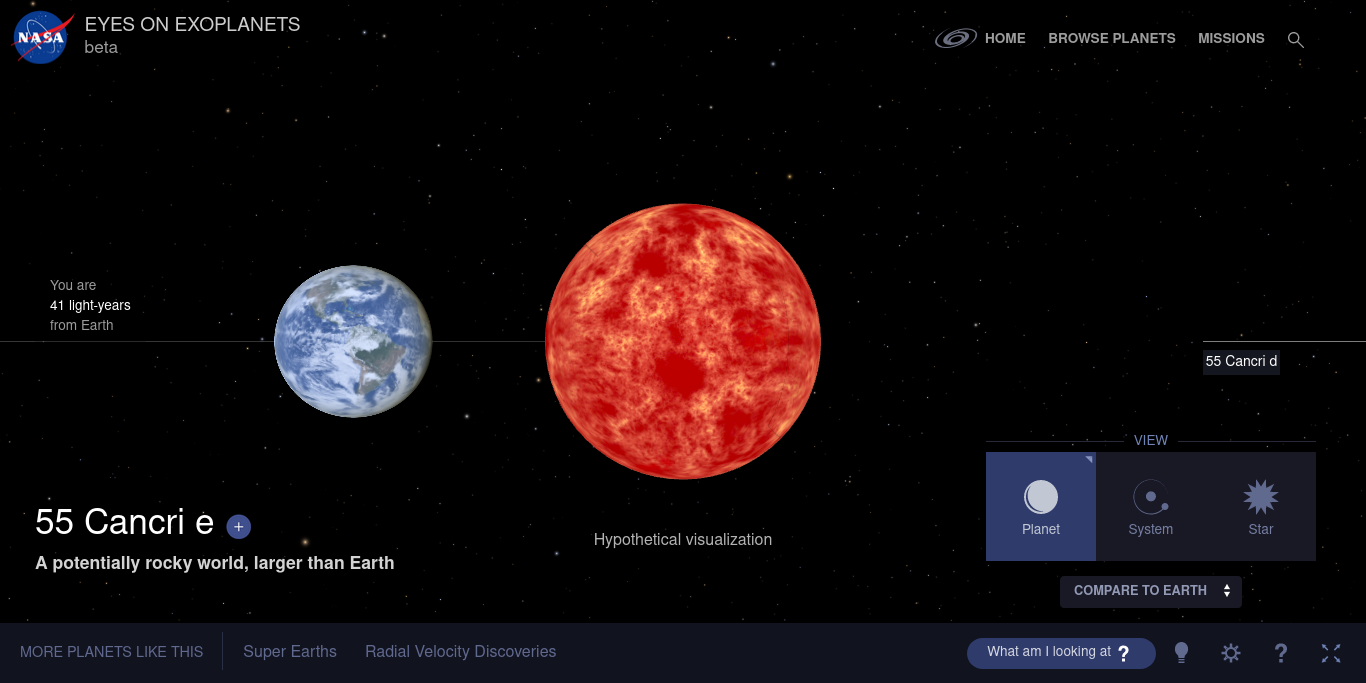 NASA
EYES ON EXOPLANETS
beta
HOME
BROWSE PLANETS
MISSIONS
You are
41 light-years
from Earth
55 Cancri d
VIEW
Planet
System
Star
COMPARE TO EARTH
55 Cancri e +
A potentially rocky world, larger than Earth
Hypothetical visualization
MORE PLANETS LIKE THIS
Super Earths
Radial Velocity Discoveries
What am I looking at ?
?